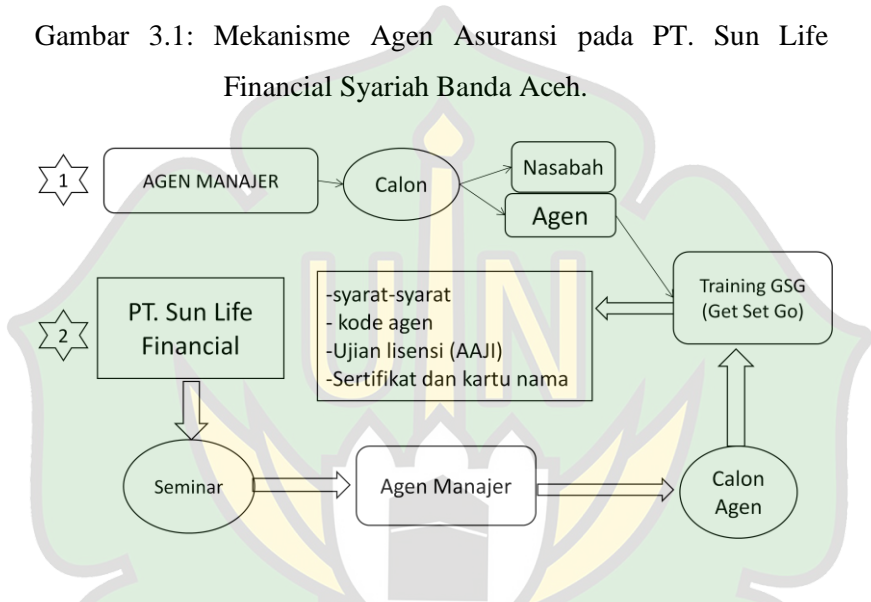 Gambar 3.1: Mekanisme Agen Asuransi pada PT. Sun Life
Financial Syariah Banda Aceh.
1
AGEN MANAJER
Calon
Nasabah
Agen
Training GSG
(Get Set Go)
2
PT. Sun Life
Financial
-syarat-syarat
- kode agen
-Ujian lisensi (AAJI)
-Sertifikat dan kartu nama
Seminar
Agen Manajer
Calon
Agen
UIN